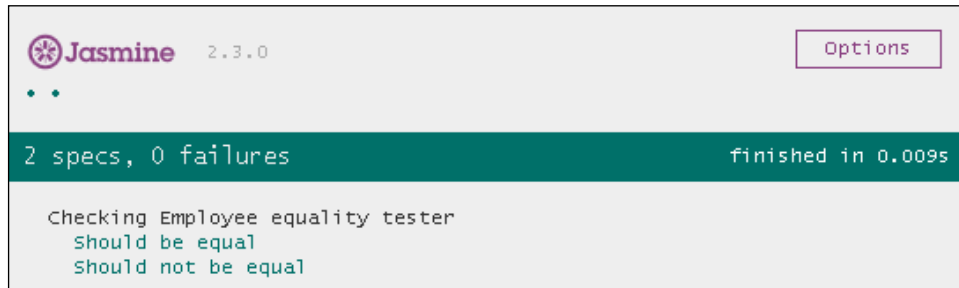 Jasmine 2.3.0 Options
• •
2 specs, 0 failures finished in 0.009s
Checking Employee equality tester
Should be equal
Should not be equal